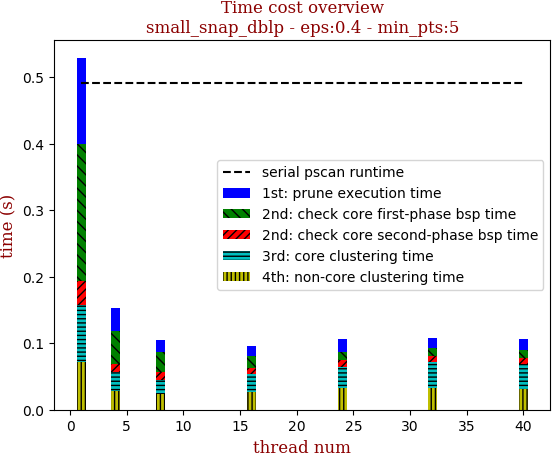 Time cost overview
small_snap_dblp - eps:0.4 - min_pts:5
time (s)
0.5
0.4
0.3
0.2
0.1
0.0
serial pscan runtime
1st: prune execution time
2nd: check core first-phase bsp time
2nd: check core second-phase bsp time
3rd: core clustering time
4th: non-core clustering time
0 5 10 15 20 25 30 35 40
thread num